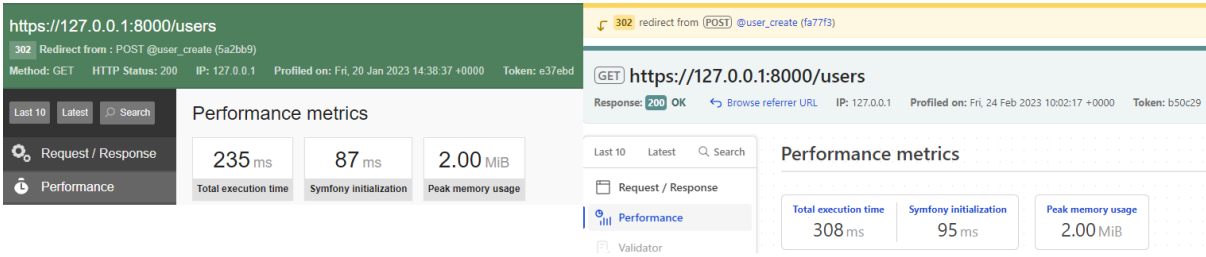 https://127.0.0.1:8000/users
302 Redirect from : POST @user_create (5a2bb9)
Method: GET HTTP Status: 200 IP: 127.0.0.1 Profiled on: Fri, 20 Jan 2023 14:38:37 +0000 Token: e37ebd
Last 10 Latest Search
Request / Response
Performance
Performance metrics
235 ms 87 ms 2.00 MiB
Total execution time Symfony initialization Peak memory usage
302 redirect from POST @user_create (fa77f3)
GET https://127.0.0.1:8000/users
Response: 200 OK Browse referrer URL IP: 127.0.0.1 Profiled on: Fri, 24 Feb 2023 10:02:17 +0000 Token: b50c29
Last 10 Latest Search
Request / Response
Performance
Validator
Performance metrics
Total execution time Symfony initialization Peak memory usage
308 ms 95 ms 2.00 MiB